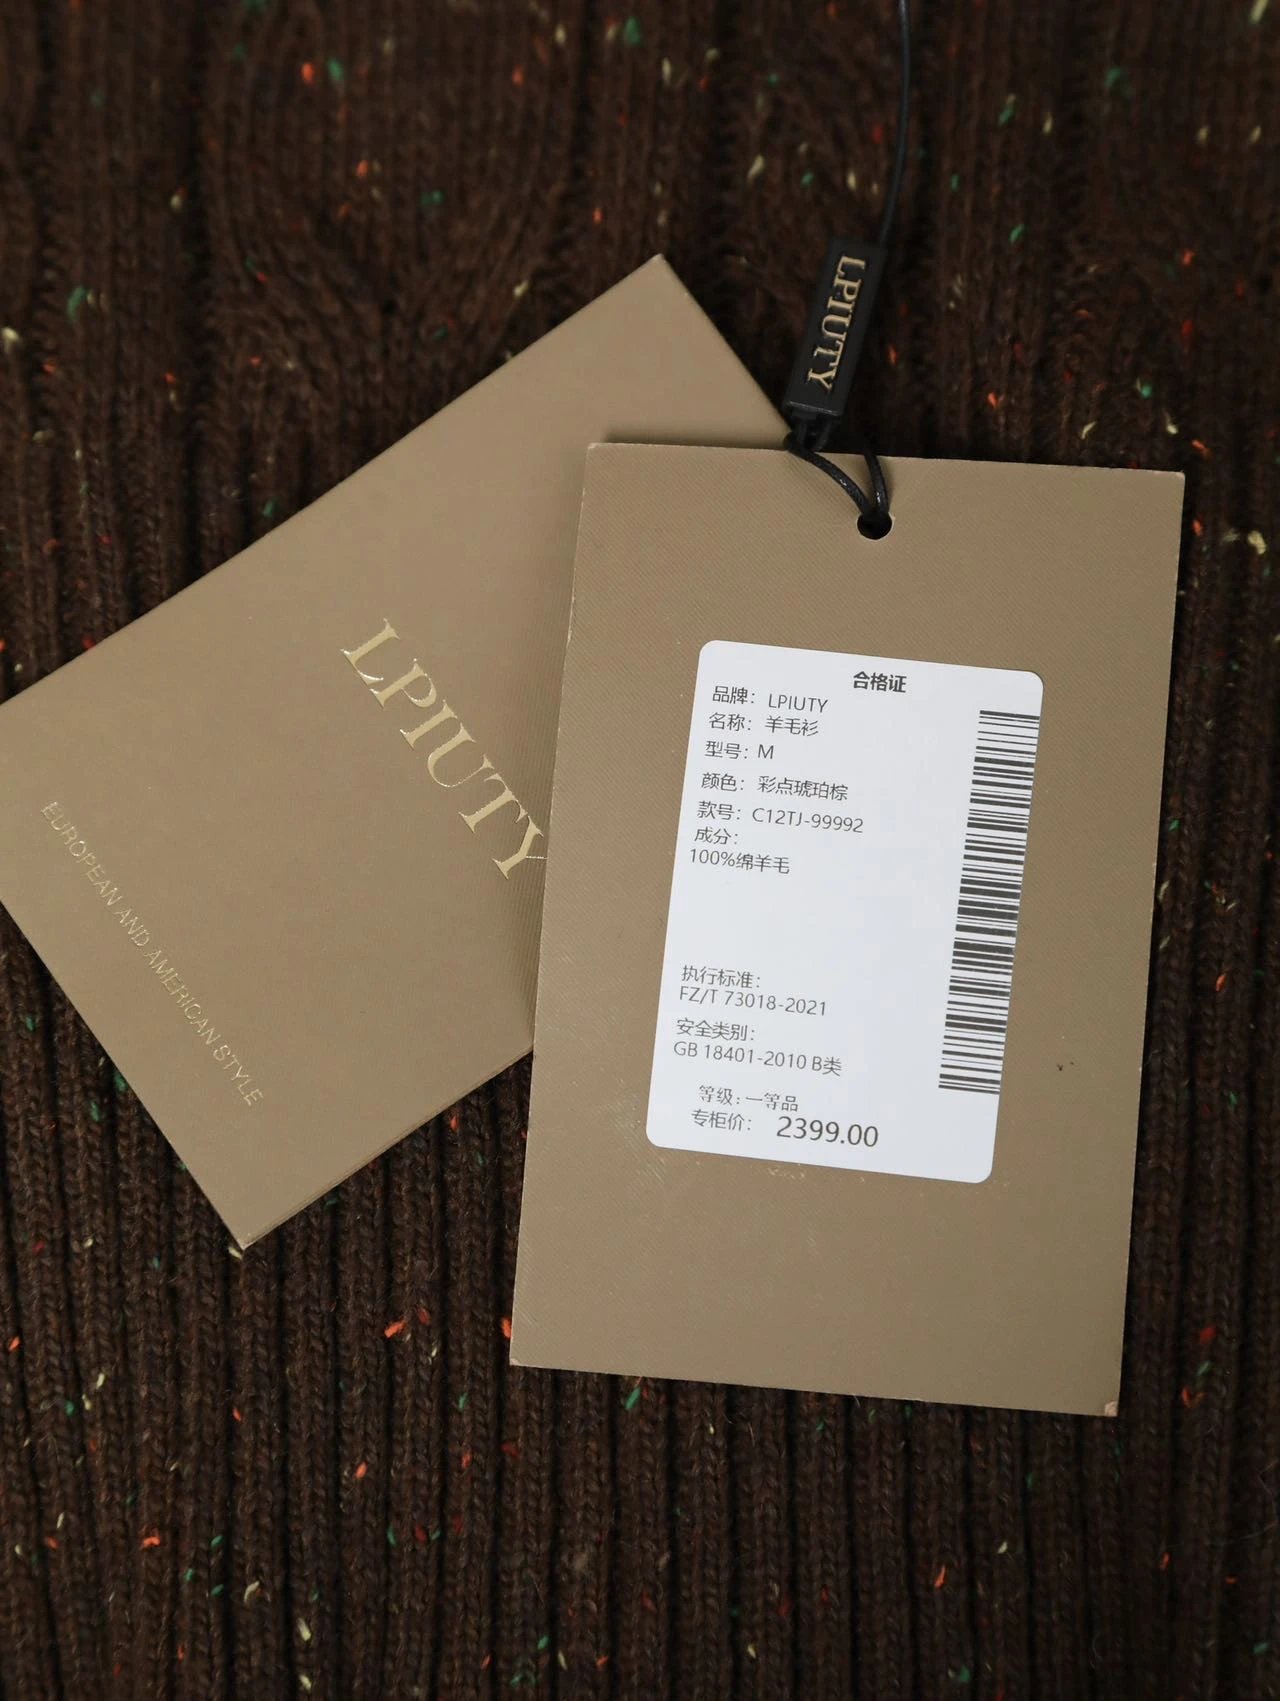 LPIUTY
LPIUTY
EUROPEAN AND AMERICAN STYLE
合格证
品牌: LPIUTY
名称: 羊毛衫
型号: M
颜色: 彩点琥珀棕
款号: C12TJ-99992
成分:
100%绵羊毛
执行标准:
FZ/T 73018-2021
安全类别:
GB 18401-2010 B类
等级: 一等品
专柜价: 2399.00